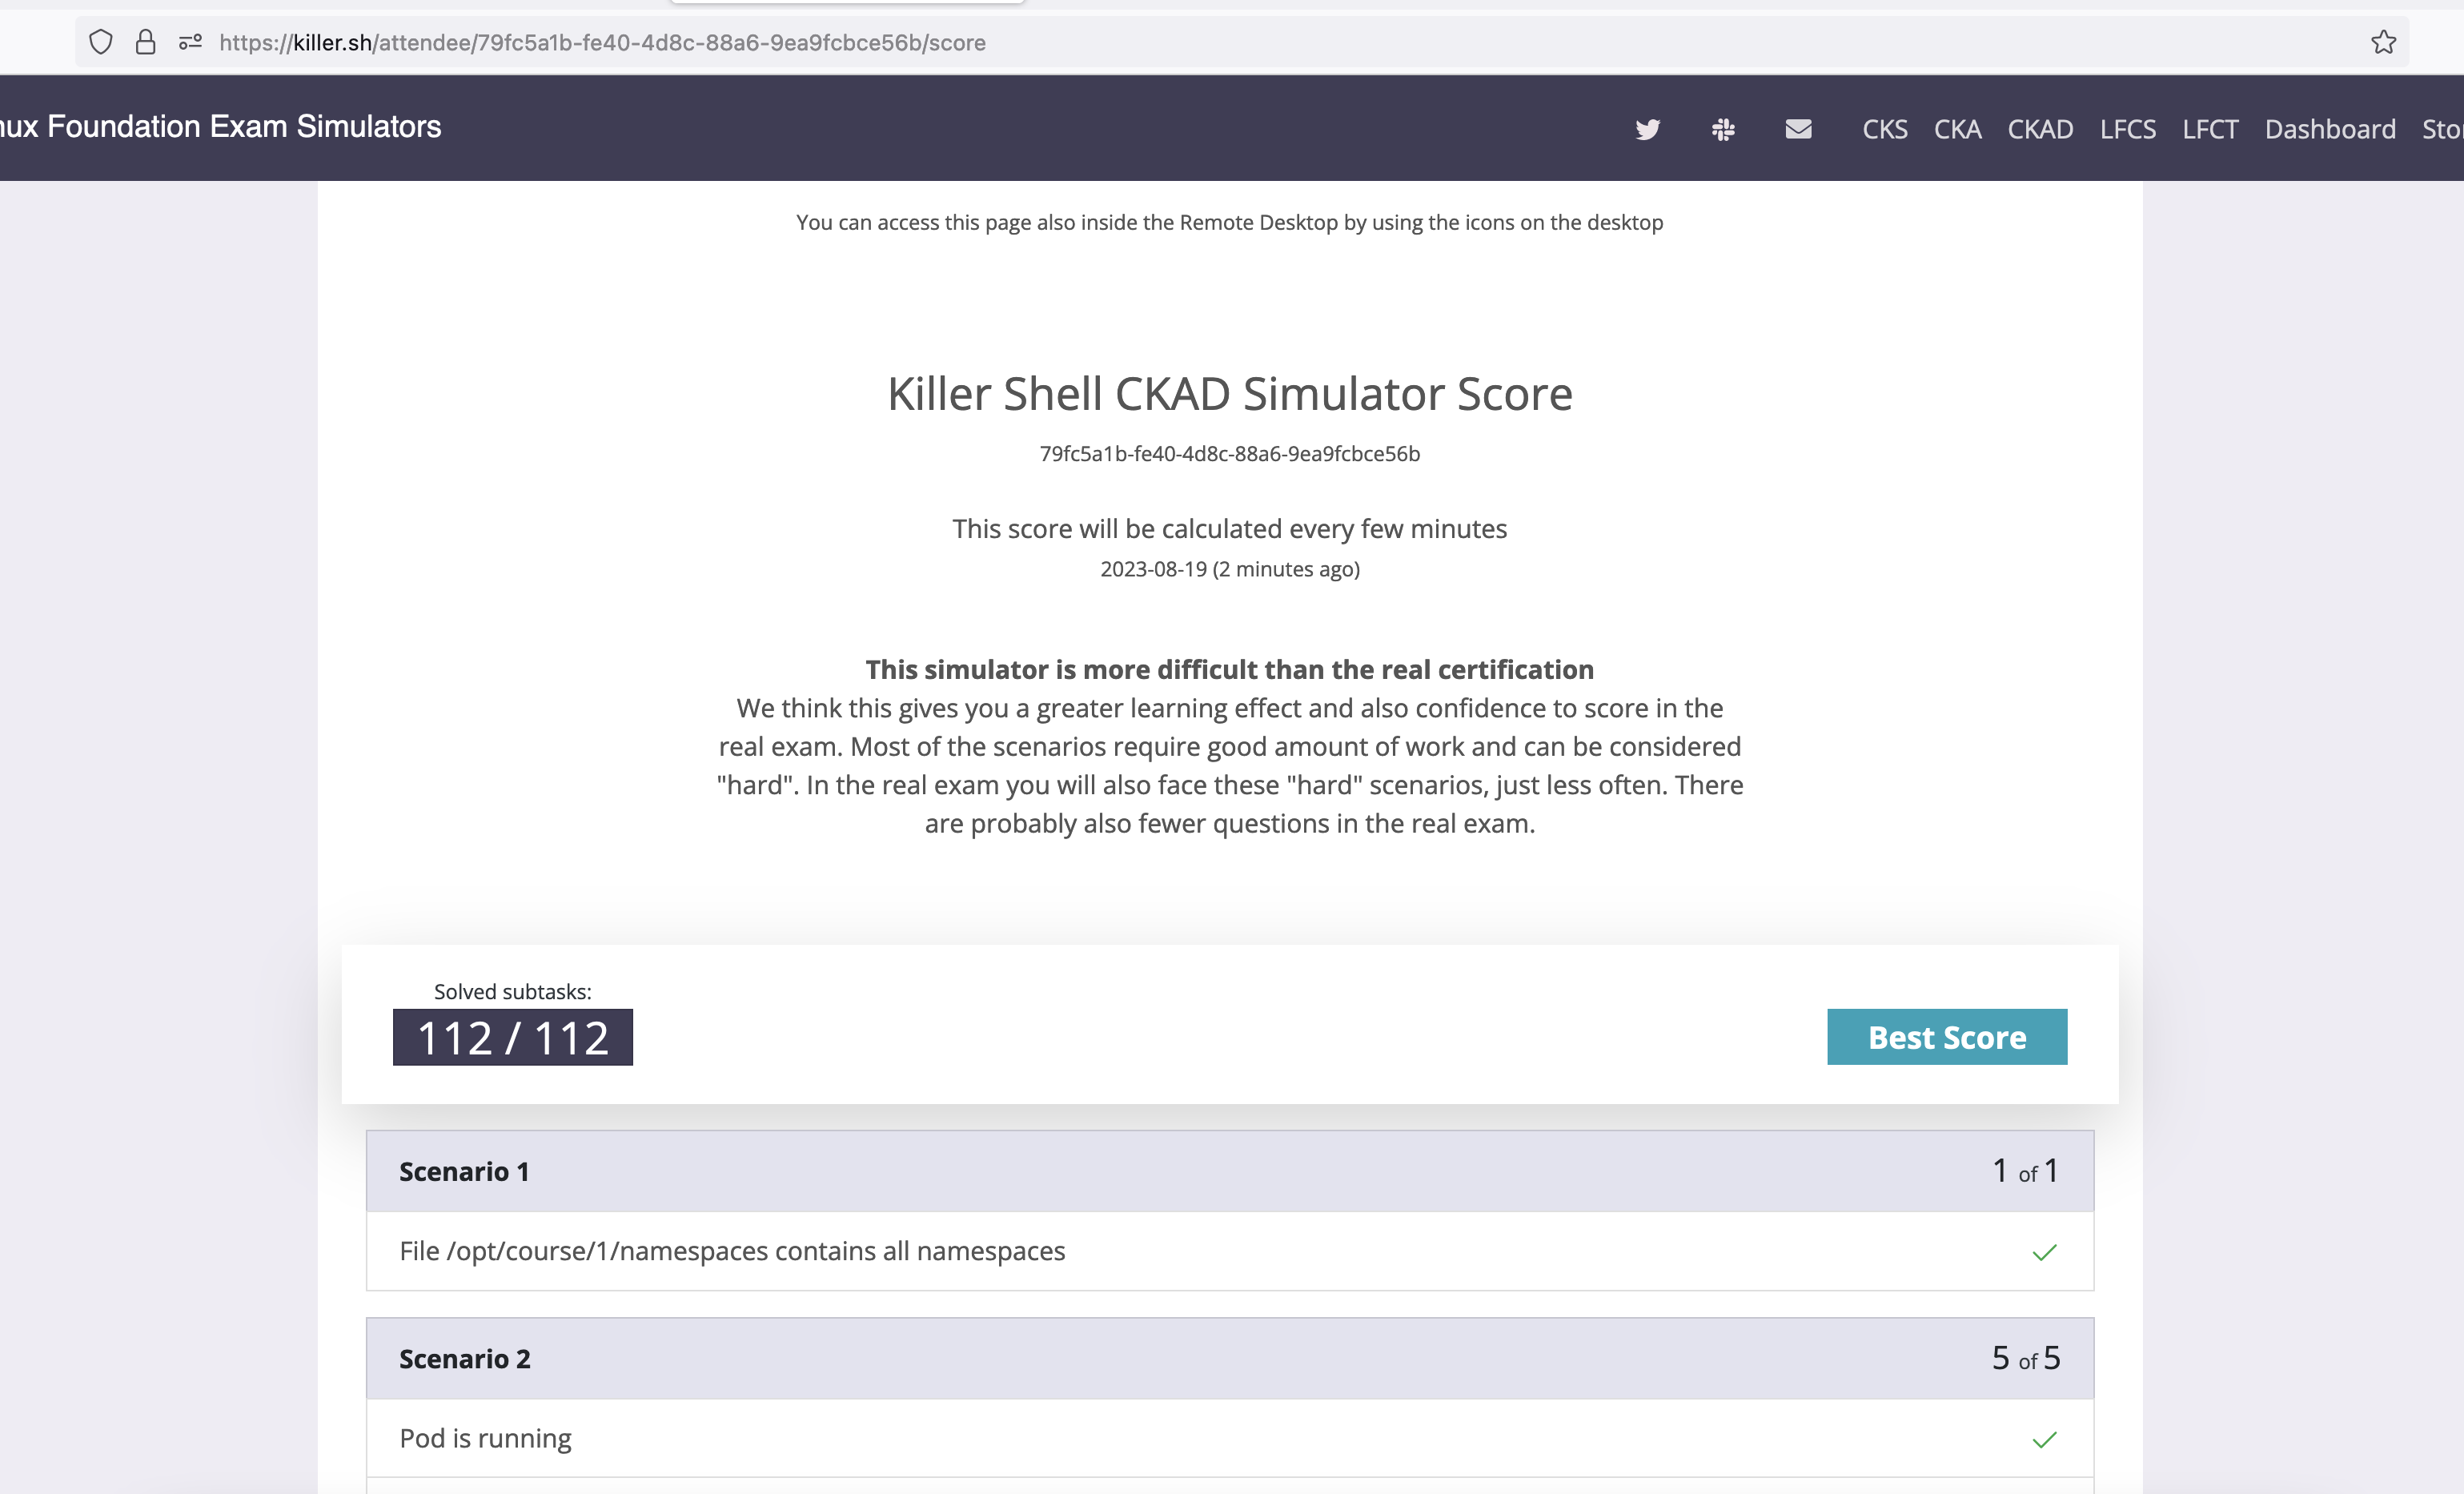 https://killer.sh/attendee/79fc5a1b-fe40-4d8c-88a6-9ea9fcbce56b/score
Foundation Exam Simulators
CKS CKA CKAD LFCS LFCT Dashboard
You can access this page also inside the Remote Desktop by using the icons on the desktop
Killer Shell CKAD Simulator Score
79fc5a1b-fe40-4d8c-88a6-9ea9fcbce56b
This score will be calculated every few minutes
2023-08-19 (2 minutes ago)
This simulator is more difficult than the real certification
We think this gives you a greater learning effect and also confidence to score in the
real exam. Most of the scenarios require good amount of work and can be considered
"hard". In the real exam you will also face these "hard" scenarios, just less often. There
are probably also fewer questions in the real exam.
Solved subtasks:
112 / 112
Best Score
Scenario 1
1 of 1
File /opt/course/1/namespaces contains all namespaces
Scenario 2
5 of 5
Pod is running